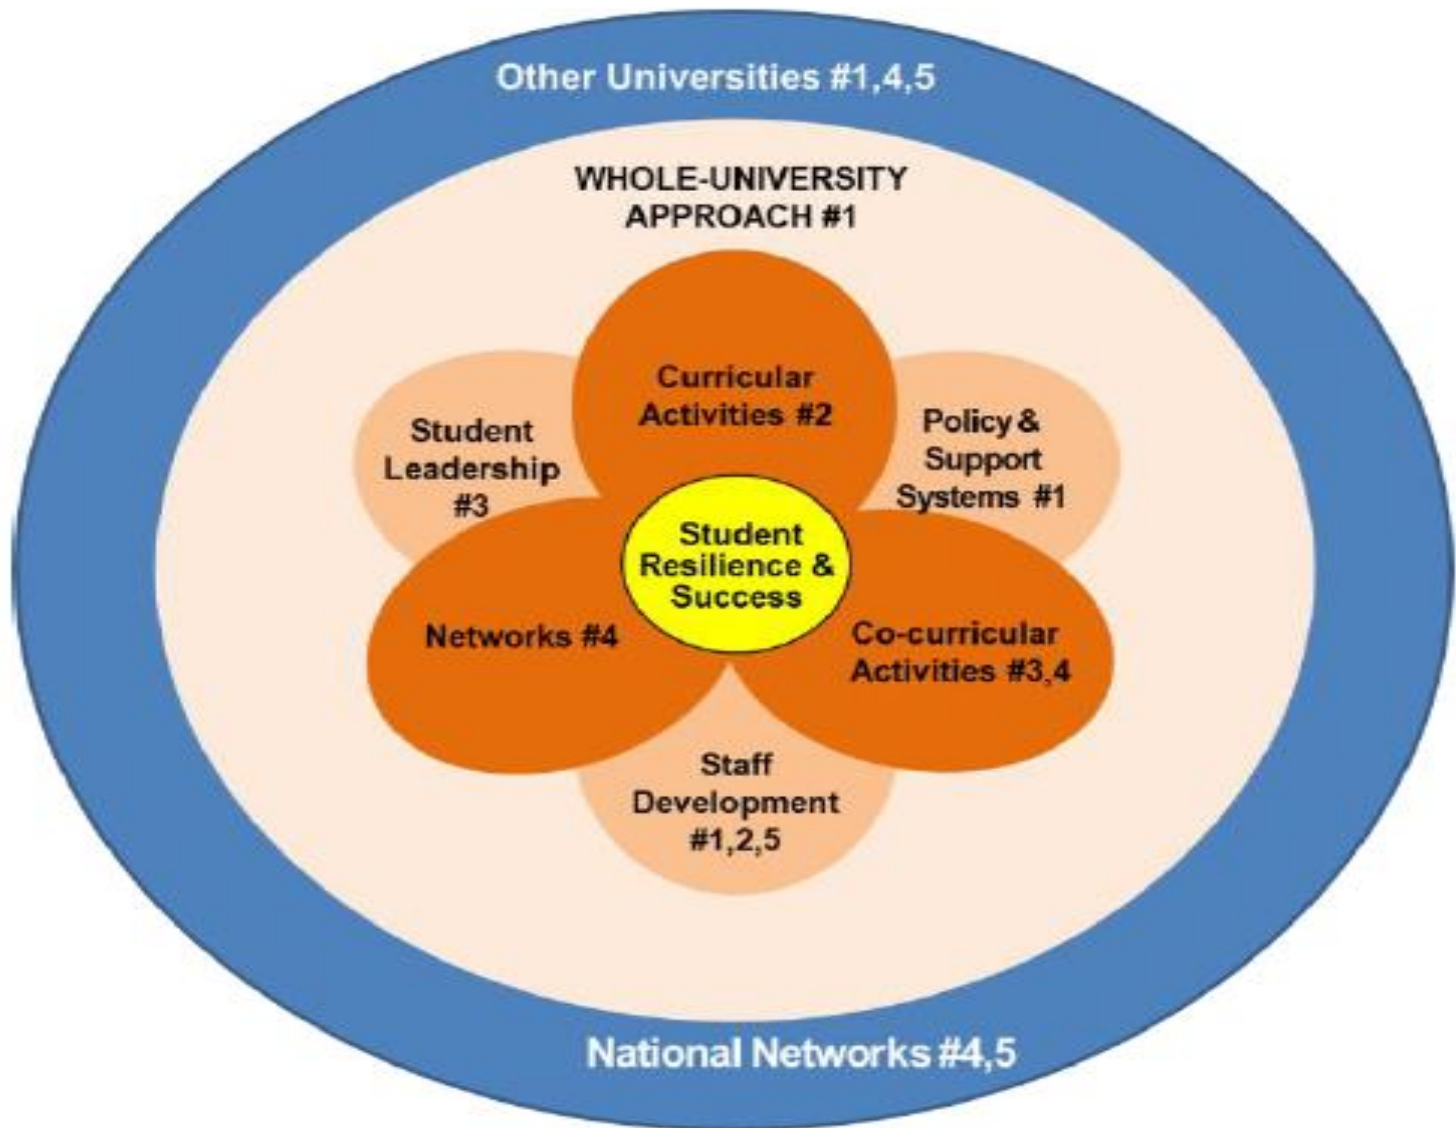 Other Universities #1,4,5
WHOLE-UNIVERSITY
APPROACH #1
Curricular
Activities #2
Student
Leadership
#3
Policy &
Support
Systems #1
Student
Resilience &
Success
Networks #4
Co-curricular
Activities #3,4
Staff
Development
#1,2,5
National Networks #4,5